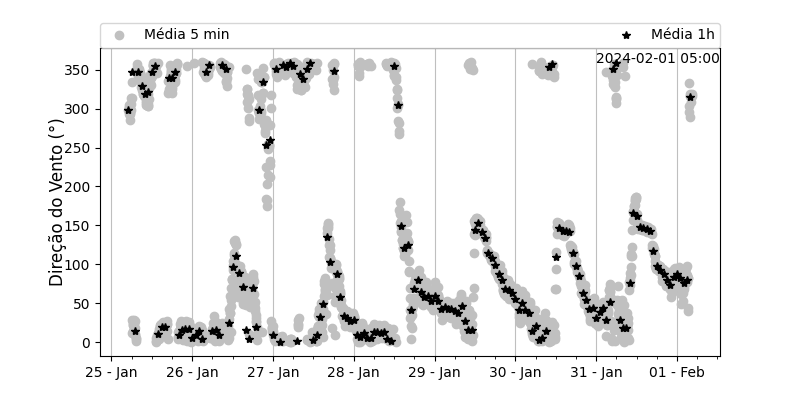 Média 5 min
Média 1h
2024-02-01 05:00
Direção do Vento (°)
350
300
250
200
150
100
50
0
25 - Jan
26 - Jan
27 - Jan
28 - Jan
29 - Jan
30 - Jan
31 - Jan
01 - Feb